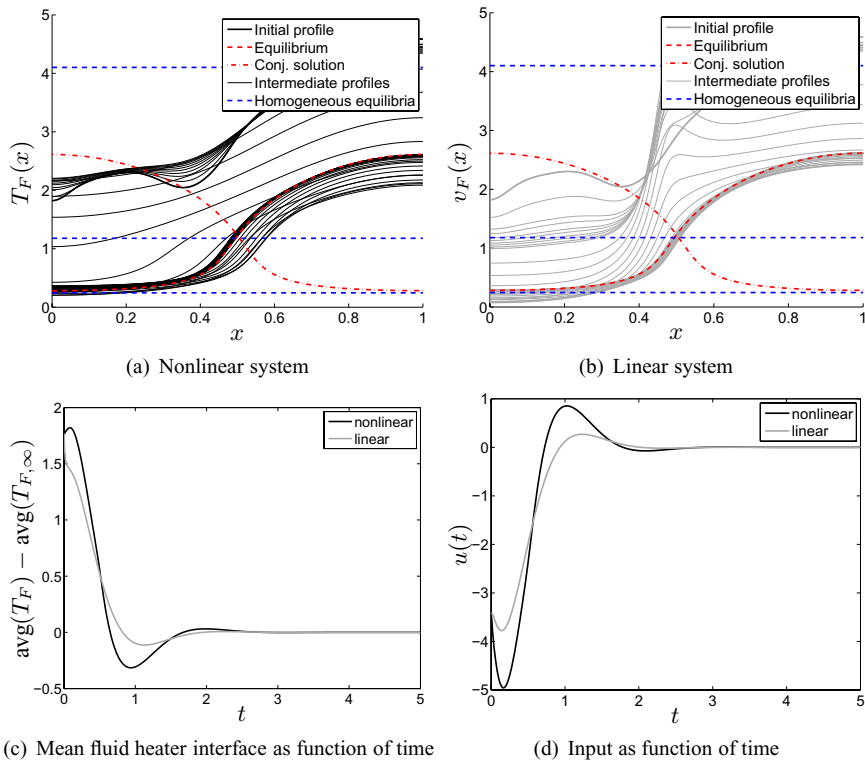 5
4
3
2
1
0
T_F(x)
0
0.2
0.4
0.6
0.8
1
x
Initial profile
Equilibrium
Conj. solution
Intermediate profiles
Homogeneous equilibria
(a) Nonlinear system
5
4
3
2
1
0
v_F(x)
0
0.2
0.4
0.6
0.8
1
x
Initial profile
Equilibrium
Conj. solution
Intermediate profiles
Homogeneous equilibria
(b) Linear system
2
1.5
1
0.5
0
−0.5
avg(T_F) − avg(T_{F,∞})
0
1
2
3
4
5
t
nonlinear
linear
(c) Mean fluid heater interface as function of time
1
0
−1
−2
−3
−4
−5
u(t)
0
1
2
3
4
5
t
nonlinear
linear
(d) Input as function of time